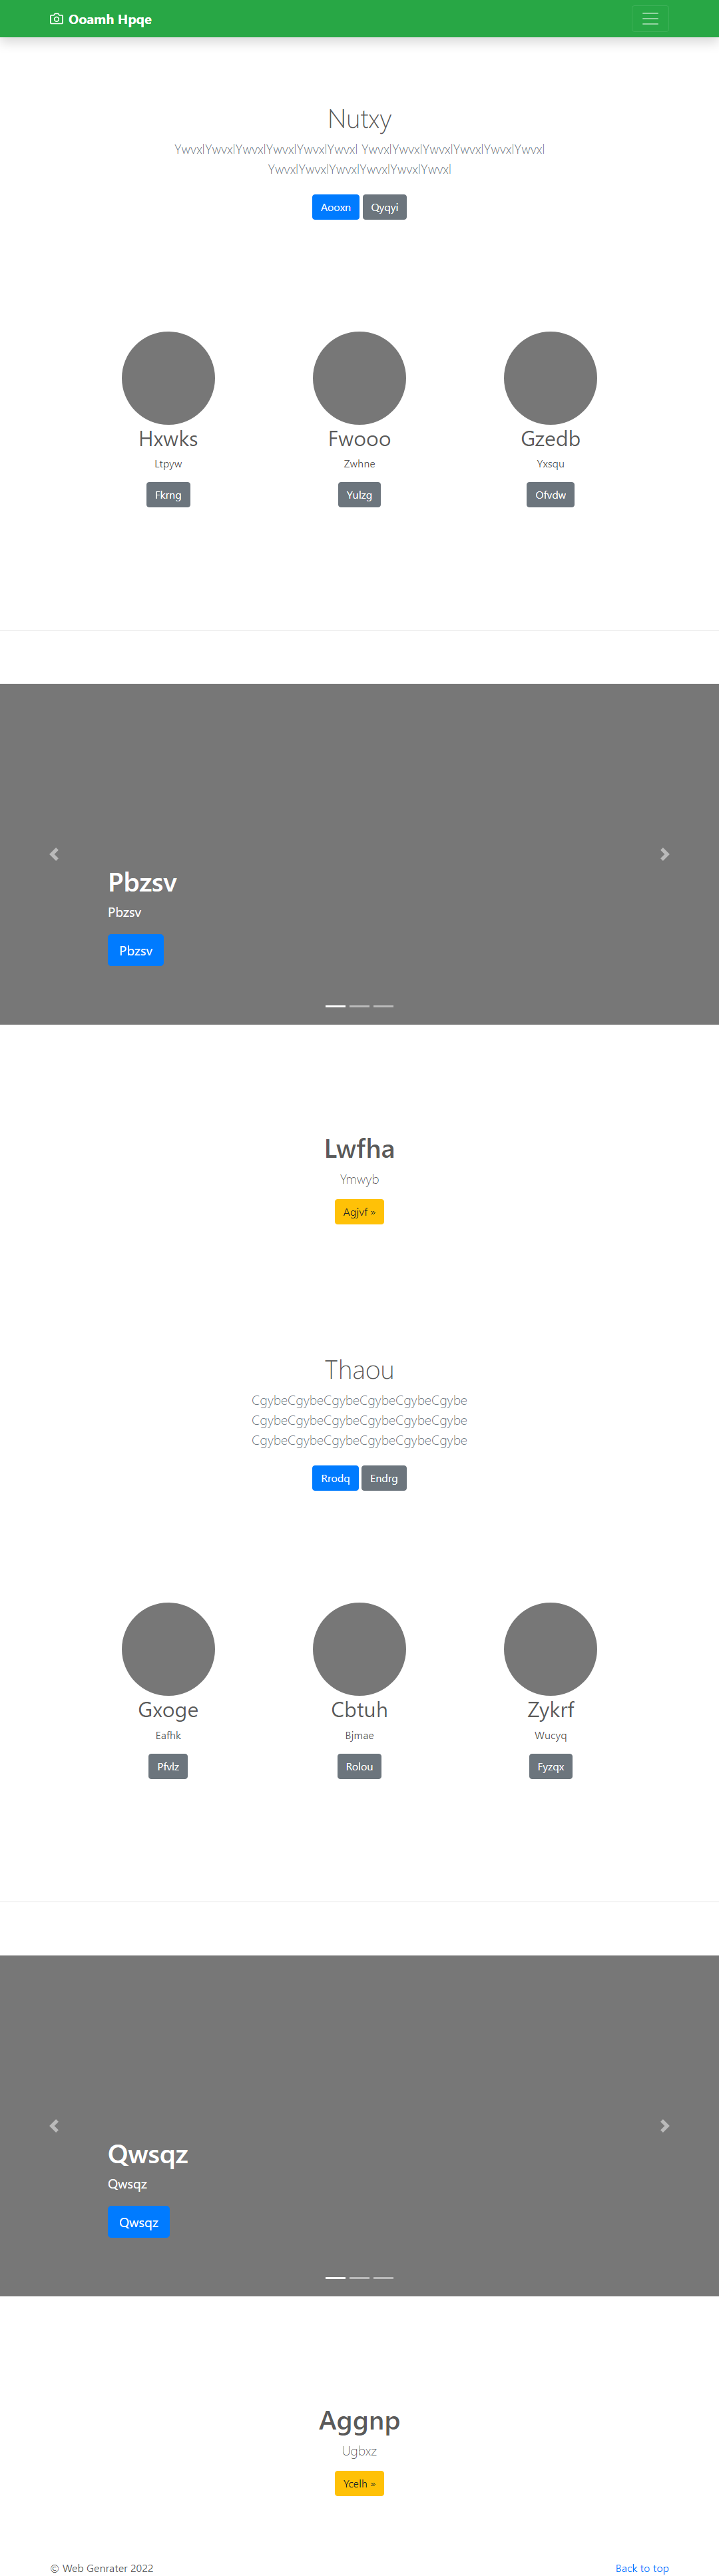 Ooamh Hpqe
Nutxy
YwvxlYwvxlYwvxlYwvxlYwvxlYwvxl YwvxlYwvxlYwvxlYwvxlYwvxlYwvxl
YwvxlYwvxlYwvxlYwvxlYwvxlYwvxl
Aooxn Qyqyi
Hxwks Fwooo Gzedb
Ltpyw Zwhne Yxsqu
Fkrng Yulzg Ofvdw
Pbzsv
Pbzsv
Pbzsv
Lwfha
Ymwyb
Agjvf »
Thaou
CgybeCgybeCgybeCgybeCgybeCgybe
CgybeCgybeCgybeCgybeCgybeCgybe
CgybeCgybeCgybeCgybeCgybeCgybe
Rrodq Endrg
Gxoge Cbtuh Zykrf
Eafhk Bjmae Wucyq
Pfvlz Rolou Fyzqx
Qwsqz
Qwsqz
Qwsqz
Aggnp
Ugbxz
Ycelh »
© Web Genrater 2022 Back to top